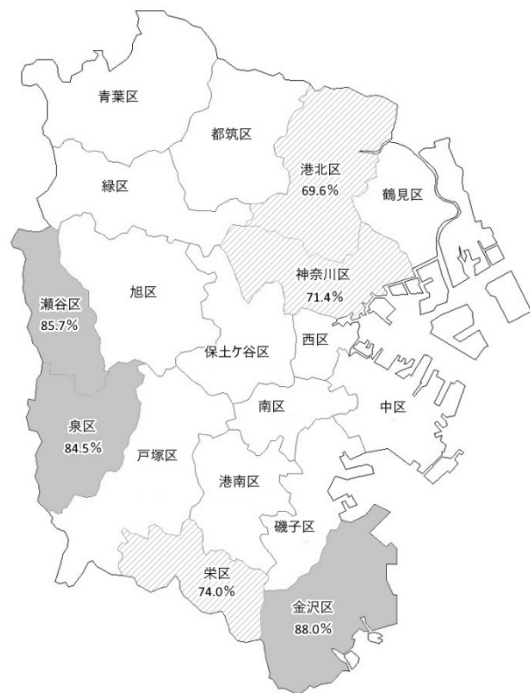 青葉区
都筑区
港北区
69.6%
緑区
鶴見区
神奈川区
71.4%
瀬谷区
85.7%
旭区
保土ケ谷区
西区
南区
中区
泉区
84.5%
戸塚区
港南区
磯子区
栄区
74.0%
金沢区
88.0%